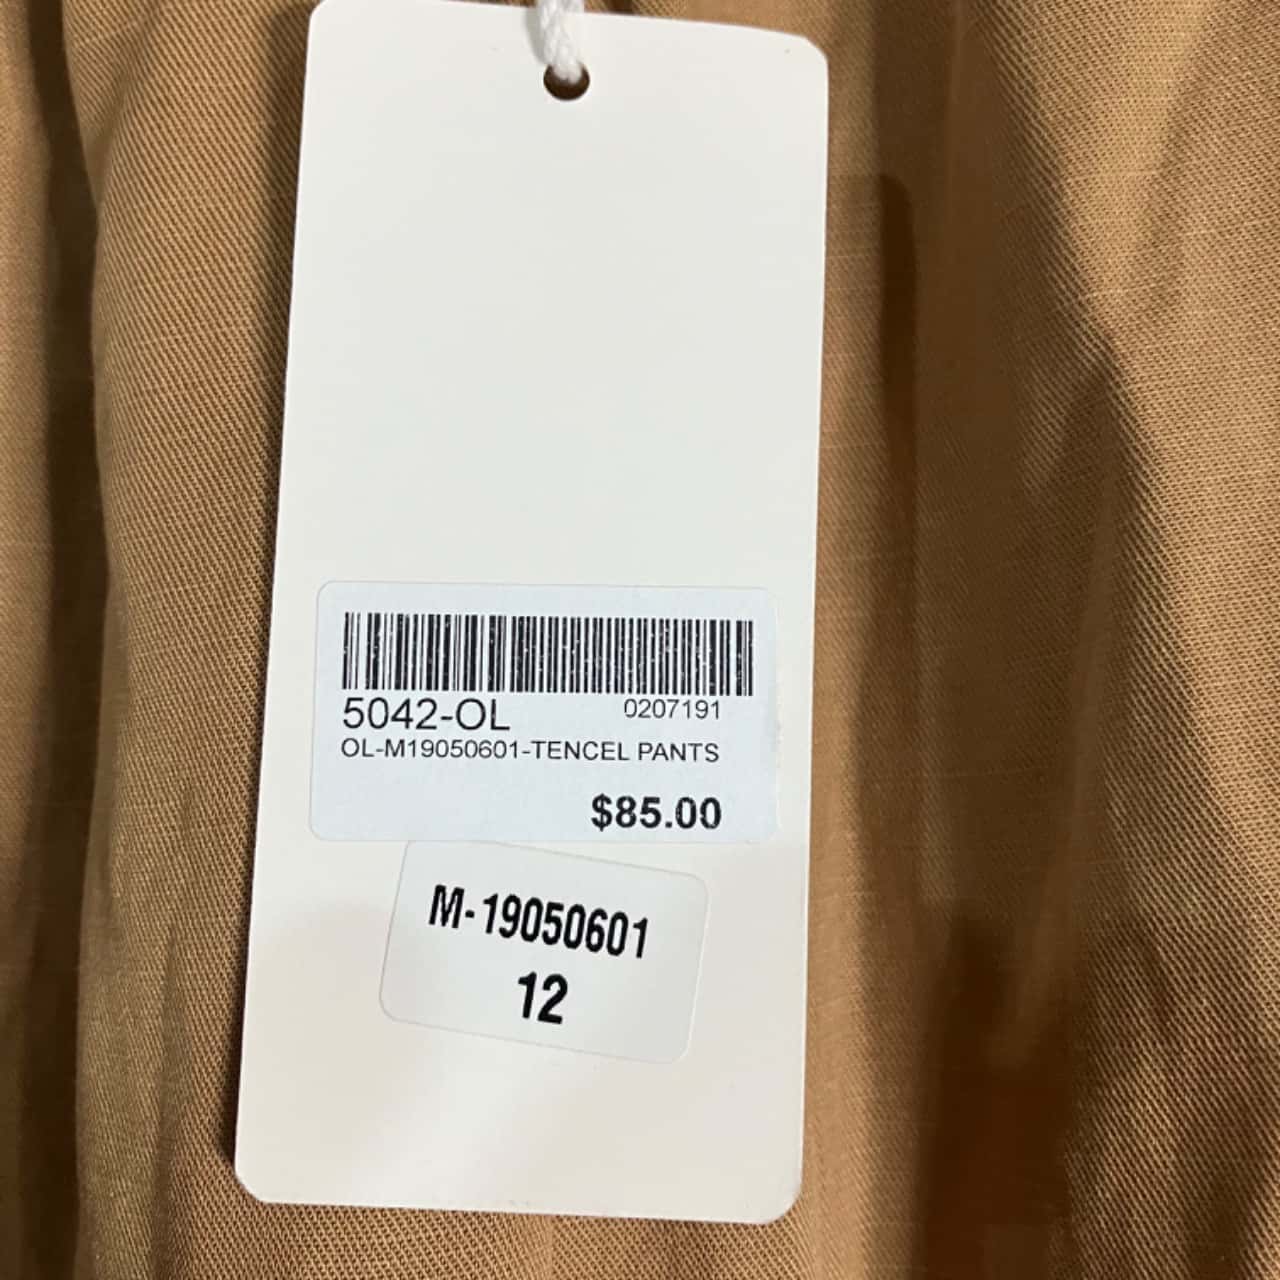 5042-OL 0207191
OL-M19050601-TENCEL PANTS
$85.00
M-19050601
12